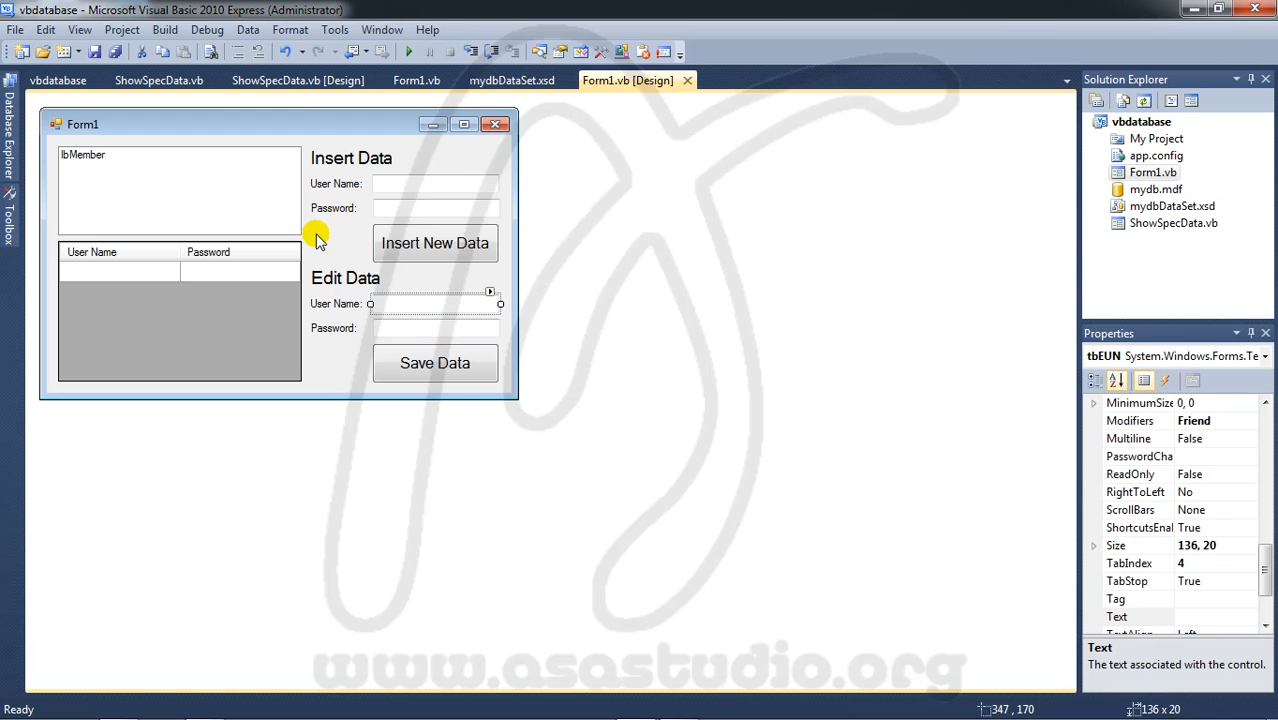 vbdatabase - Microsoft Visual Basic 2010 Express (Administrator)
File Edit View Project Build Debug Data Format Tools Window Help
vbdatabase ShowSpecData.vb ShowSpecData.vb [Design] Form1.vb mydbDataSet.xsd Form1.vb [Design]
Database Explorer
Toolbox
Form1
lbMember
User Name Password
Insert Data
User Name:
Password:
Insert New Data
Edit Data
User Name:
Password:
Save Data
Solution Explorer
vbdatabase
My Project
app.config
Form1.vb
mydb.mdf
mydbDataSet.xsd
ShowSpecData.vb
Properties
tbEUN System.Windows.Forms.Te
MinimumSize 0, 0
Modifiers Friend
Multiline False
PasswordCha
ReadOnly False
RightToLeft No
ScrollBars None
ShortcutsEnal True
Size 136, 20
TabIndex 4
TabStop True
Tag
Text
TextAlign Left
Text
The text associated with the control.
www.asastudio.org
Ready 347 , 170 136 x 20